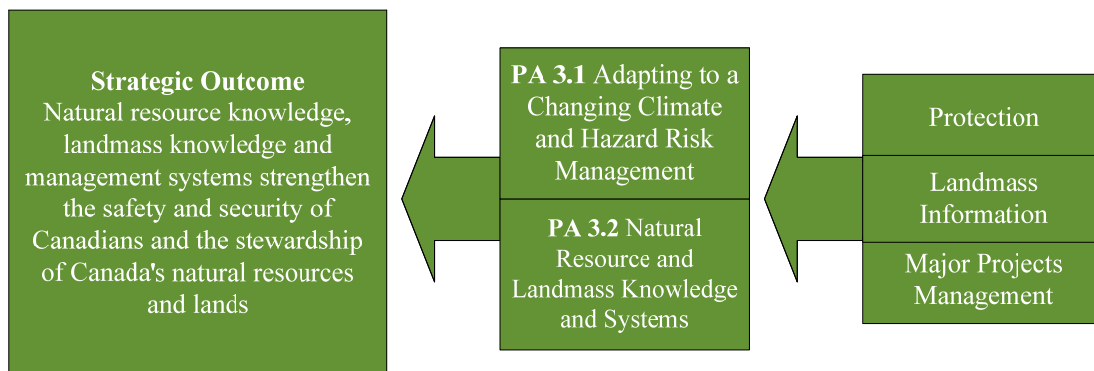 Strategic Outcome
Natural resource knowledge,
landmass knowledge and
management systems strengthen
the safety and security of
Canadians and the stewardship
of Canada's natural resources
and lands
PA 3.1 Adapting to a
Changing Climate
and Hazard Risk
Management
PA 3.2 Natural
Resource and
Landmass Knowledge
and Systems
Protection
Landmass
Information
Major Projects
Management